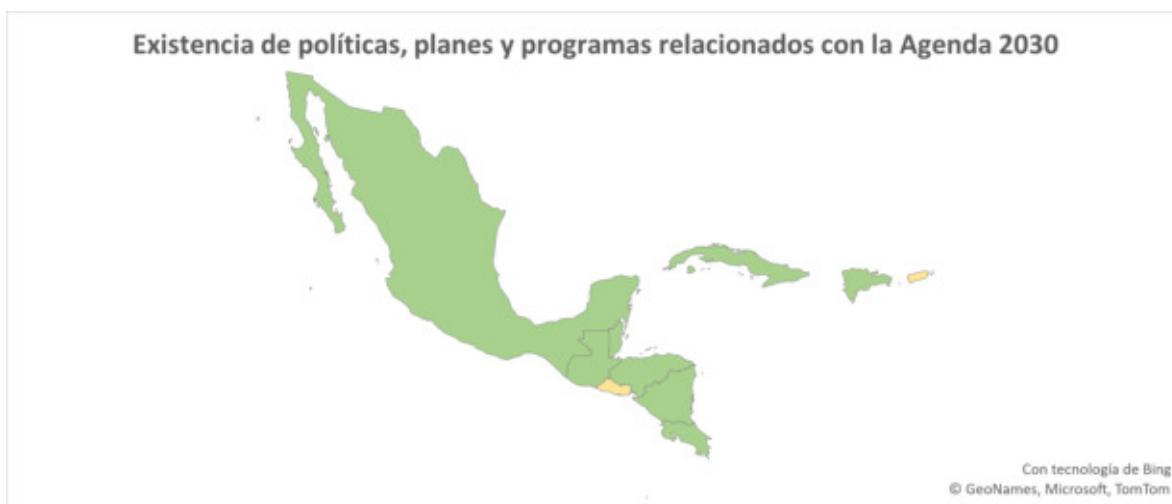 Existencia de políticas, planes y programas relacionados con la Agenda 2030
Con tecnología de Bing
© GeoNames, Microsoft, TomTom